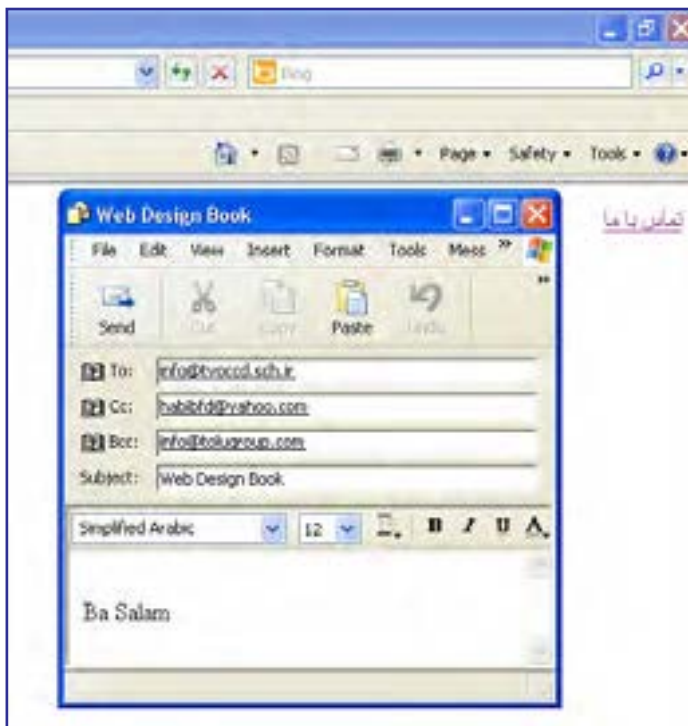 Bing
Page Safety Tools
تماس با ما
Web Design Book
File Edit View Insert Format Tools Mess »
Send Cut Copy Paste Undo »
To: info@tvoccd.sch.ir
Cc: habibfd@yahoo.com
Bcc: info@tolugroup.com
Subject: Web Design Book
Simplified Arabic 12 B I U A
Ba Salam